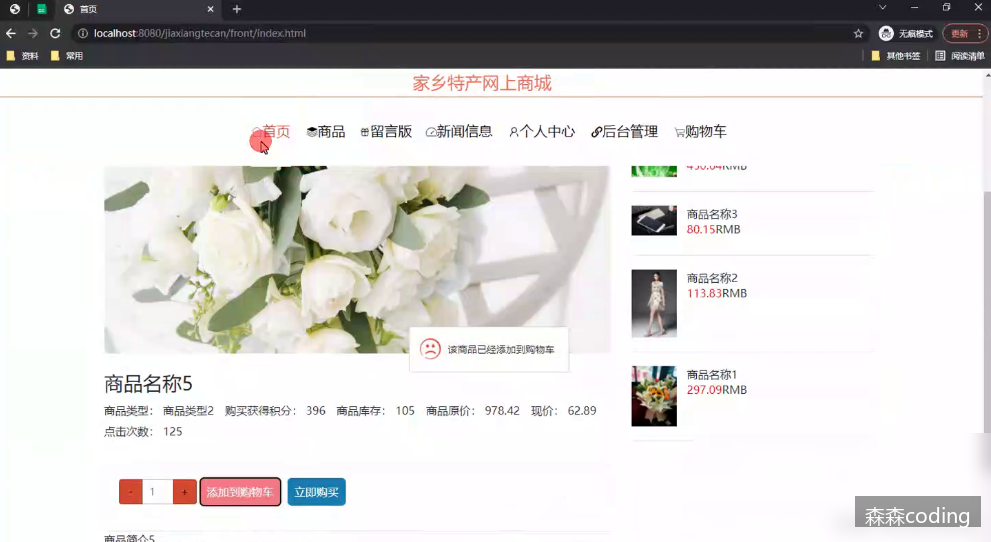 首页
localhost:8080/jiaxiangtecan/front/index.html
无痕模式
更新
资料
常用
其他书签
阅读清单
家乡特产网上商城
首页 商品 留言版 新闻信息 个人中心 后台管理 购物车
商品名称3
80.15RMB
商品名称2
113.83RMB
该商品已经添加到购物车
商品名称1
297.09RMB
商品名称5
商品类型： 商品类型2 购买获得积分： 396 商品库存： 105 商品原价： 978.42 现价： 62.89
点击次数： 125
- 1 + 添加到购物车 立即购买
商品简介5
森森coding